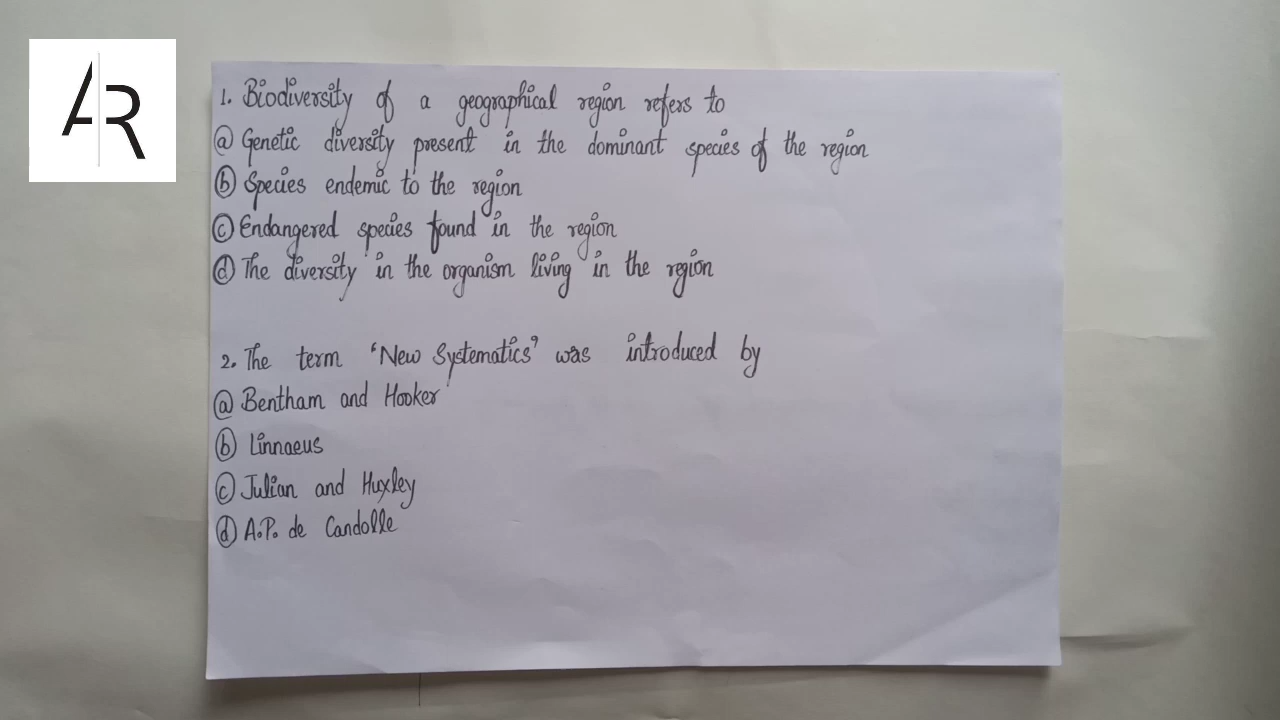 AR
1. Biodiversity of a geographical region refers to
ⓐ Genetic diversity present in the dominant species of the region
ⓑ Species endemic to the region
ⓒ Endangered species found in the region
ⓓ The diversity in the organism living in the region
2. The term ‘New Systematics’ was introduced by
ⓐ Bentham and Hooker
ⓑ Linnaeus
ⓒ Julian and Huxley
ⓓ A.P. de Candolle